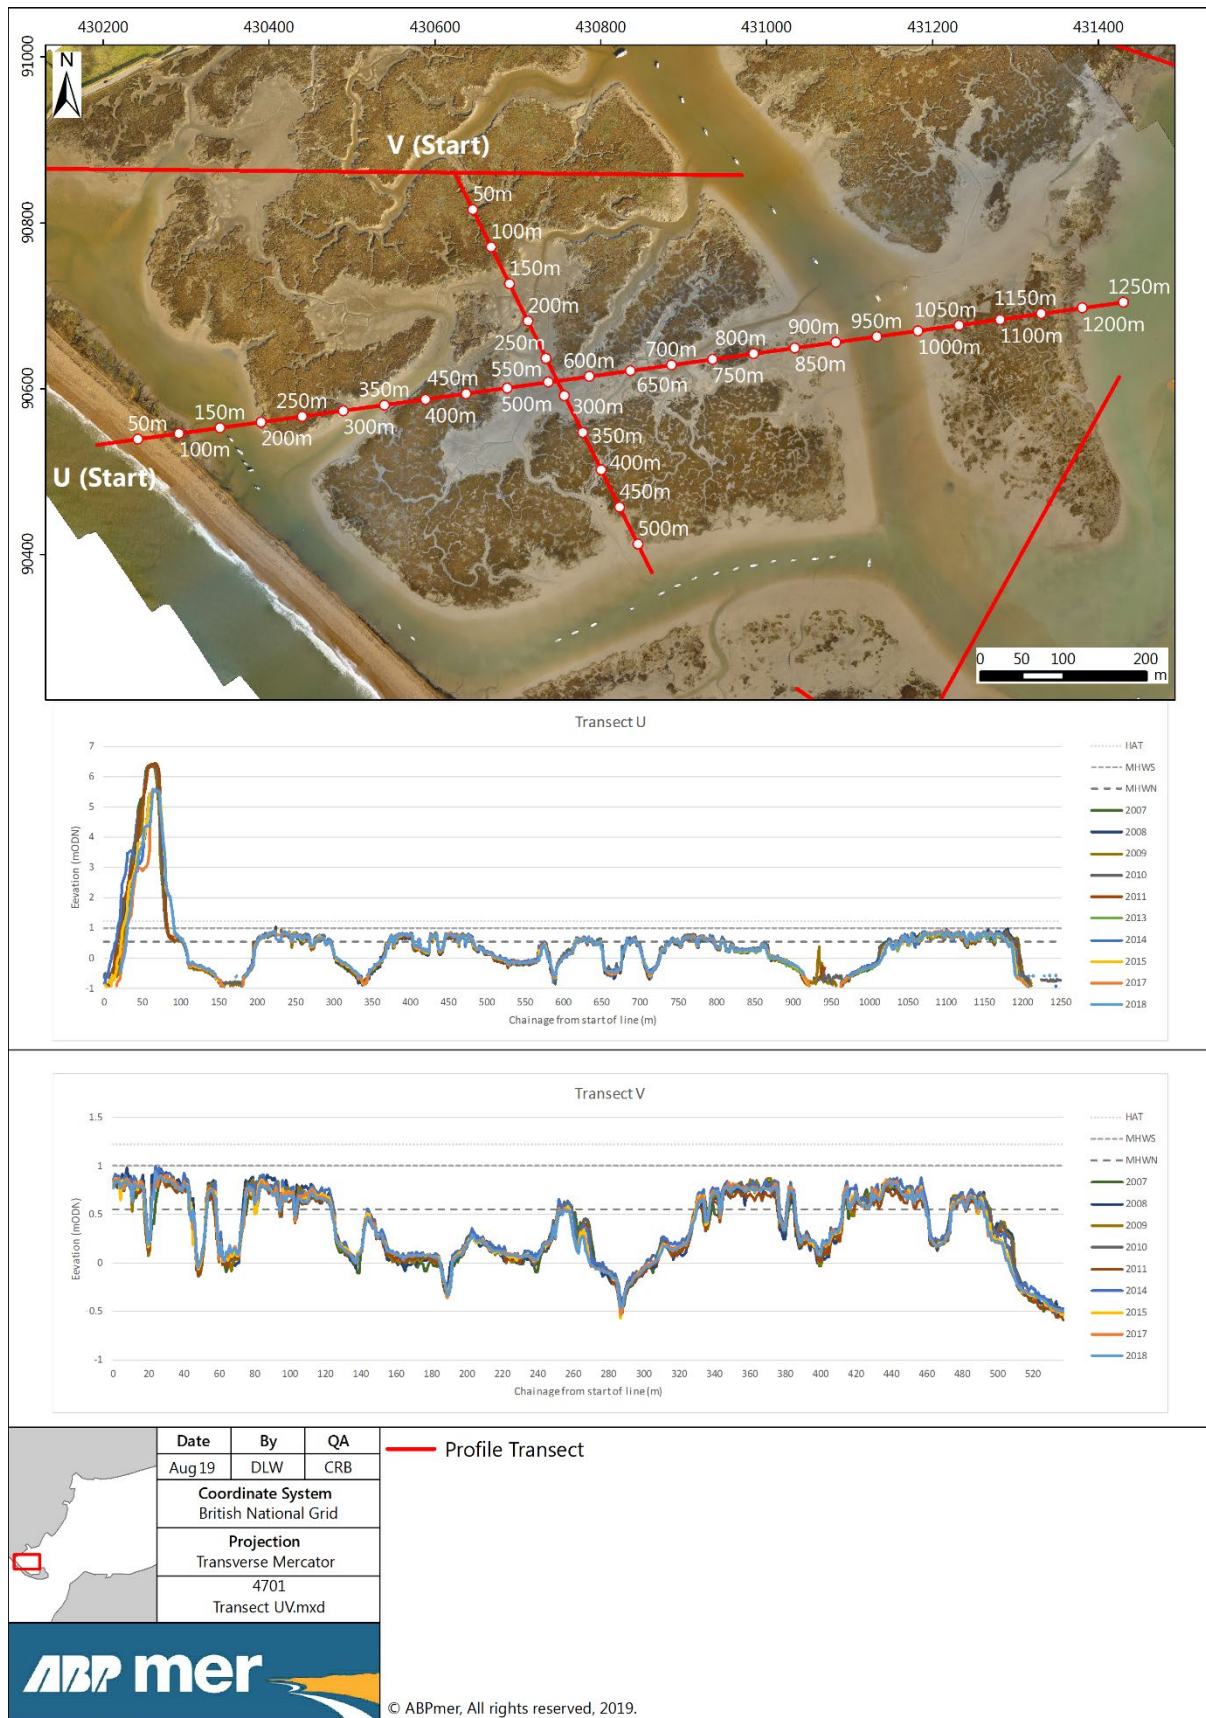 430200 430400 430600 430800 431000 431200 431400
91000
90800
90600
90400
N
V (Start)
50m
100m
150m
200m
250m
300m
350m
400m
450m
500m
U (Start)
50m 150m 250m 350m 450m 550m 600m 700m 800m 900m 950m 1050m 1150m 1250m
100m 200m 300m 400m 500m 650m 750m 850m 1000m 1100m 1200m
0 50 100 200
m
Transect U
Eevation (mODN)
7
6
5
4
3
2
1
0
-1
0 50 100 150 200 250 300 350 400 450 500 550 600 650 700 750 800 850 900 950 1000 1050 1100 1150 1200 1250
Chainage from start of line (m)
HAT
MHWS
MHWN
2007
2008
2009
2010
2011
2013
2014
2015
2017
2018
Transect V
Eevation (mODN)
1.5
1
0.5
0
-0.5
-1
0 20 40 60 80 100 120 140 160 180 200 220 240 260 280 300 320 340 360 380 400 420 440 460 480 500 520
Chainage from start of line (m)
HAT
MHWS
MHWN
2007
2008
2009
2010
2011
2014
2015
2017
2018
Date By QA
Aug 19 DLW CRB
Coordinate System
British National Grid
Projection
Transverse Mercator
4701
Transect UV.mxd
ABP mer
Profile Transect
© ABPmer, All rights reserved, 2019.